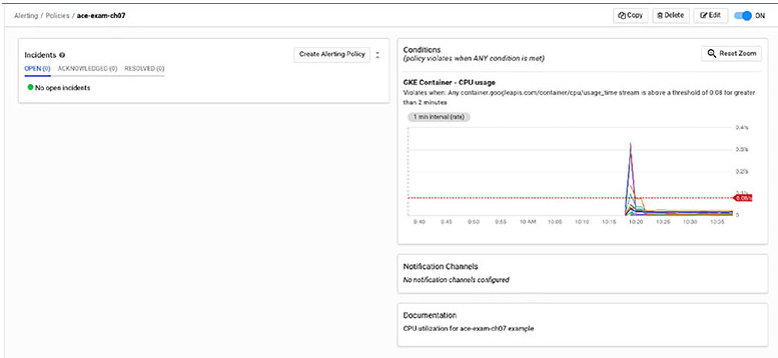 Alerting / Policies / ace-exam-ch07
Copy Delete Edit ON
Incidents
Create Alerting Policy
OPEN (0) ACKNOWLEDGED (0) RESOLVED (0)
No open incidents
Conditions
(policy violates when ANY condition is met)
Reset Zoom
GKE Container - CPU usage
Violates when: Any container.googleapis.com/container/cpu/usage_time stream is above a threshold of 0.08 for greater
than 2 minutes
1 min interval (rate)
0.4%
0.3%
0.2%
0.1%
0
9:40 9:45 9:50 9:55 10 AM 10:05 10:10 10:15 10:20 10:25 10:30 10:35
Notification Channels
No notification channels configured
Documentation
CPU utilization for ace-exam-ch07 example